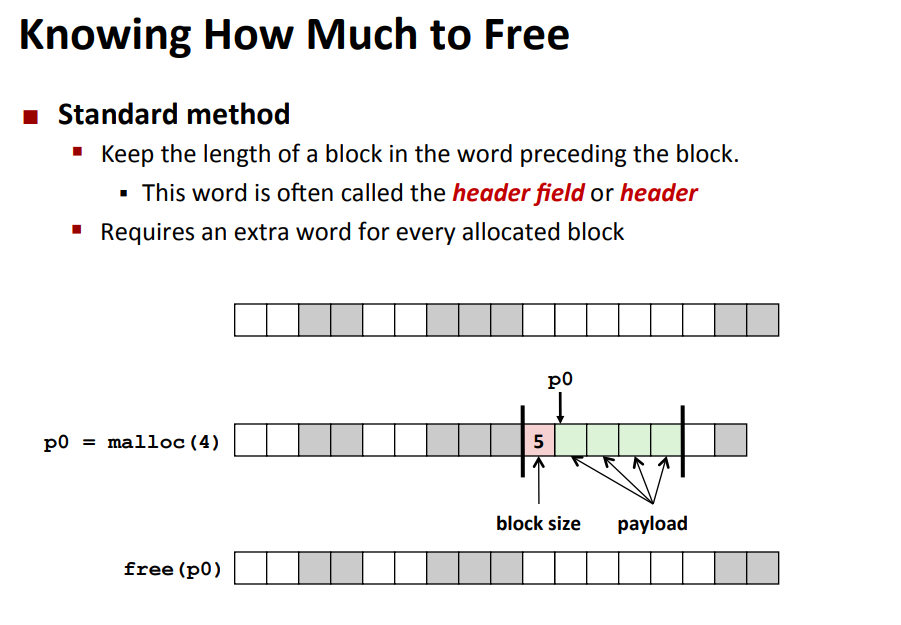 Knowing How Much to Free
Standard method
Keep the length of a block in the word preceding the block.
This word is often called the header field or header
Requires an extra word for every allocated block
p0
p0 = malloc(4)
5
block size
payload
free(p0)